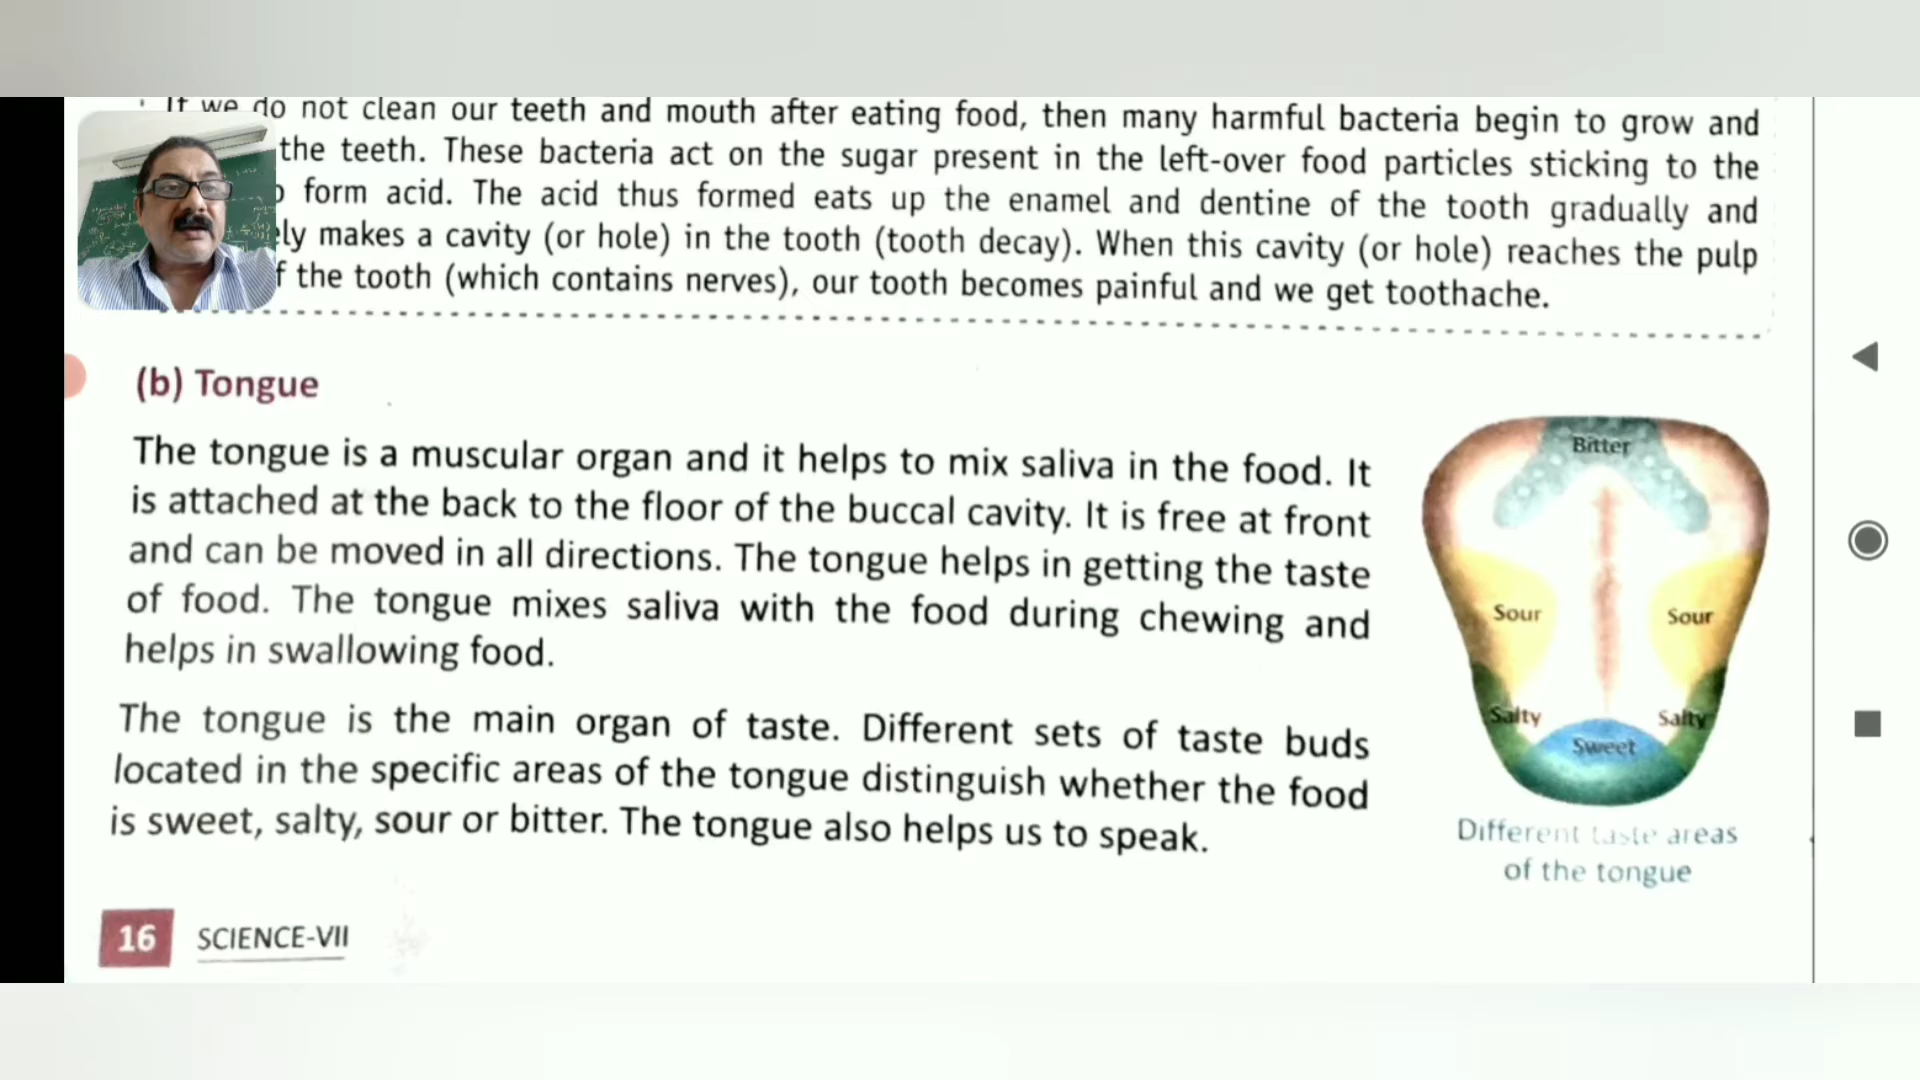 If we do not clean our teeth and mouth after eating food, then many harmful bacteria begin to grow and
the teeth. These bacteria act on the sugar present in the left-over food particles sticking to the
form acid. The acid thus formed eats up the enamel and dentine of the tooth gradually and
ly makes a cavity (or hole) in the tooth (tooth decay). When this cavity (or hole) reaches the pulp
f the tooth (which contains nerves), our tooth becomes painful and we get toothache.
(b) Tongue
The tongue is a muscular organ and it helps to mix saliva in the food. It
is attached at the back to the floor of the buccal cavity. It is free at front
and can be moved in all directions. The tongue helps in getting the taste
of food. The tongue mixes saliva with the food during chewing and
helps in swallowing food.
The tongue is the main organ of taste. Different sets of taste buds
located in the specific areas of the tongue distinguish whether the food
is sweet, salty, sour or bitter. The tongue also helps us to speak.
Bitter
Sour Sour
Salty Salty
Sweet
Different taste areas
of the tongue
16 SCIENCE-VII